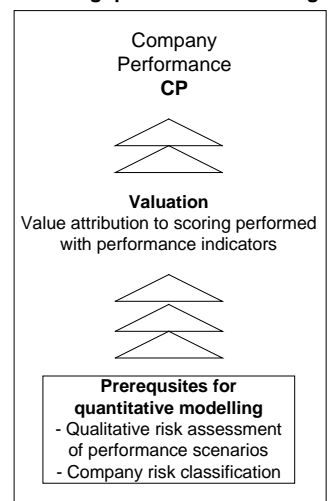 Company
Performance
CP
Valuation
Value attribution to scoring performed
with performance indicators
Prerequsites for
quantitative modelling
- Qualitative risk assessment
of performance scenarios
- Company risk classification